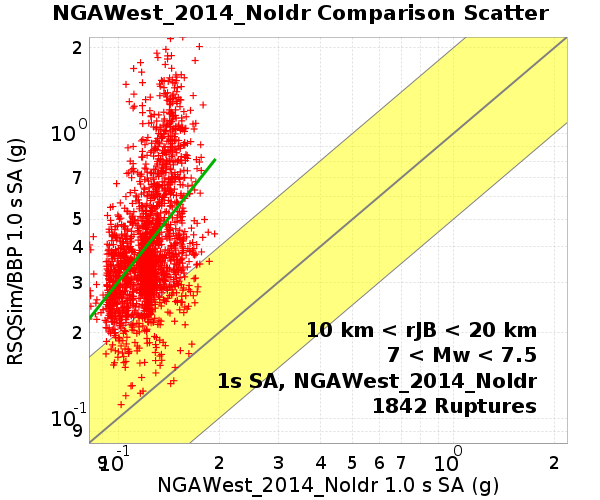 NGAWest_2014_NoIdr Comparison Scatter
RSQSim/BBP 1.0 s SA (g)
2
10^0
7
5
4
3
2
10^-1
9
10 km < rJB < 20 km
7 < Mw < 7.5
1s SA, NGAWest_2014_NoIdr
1842 Ruptures
9 10^-1 2 3 4 5 6 7 10^0 2
NGAWest_2014_NoIdr 1.0 s SA (g)